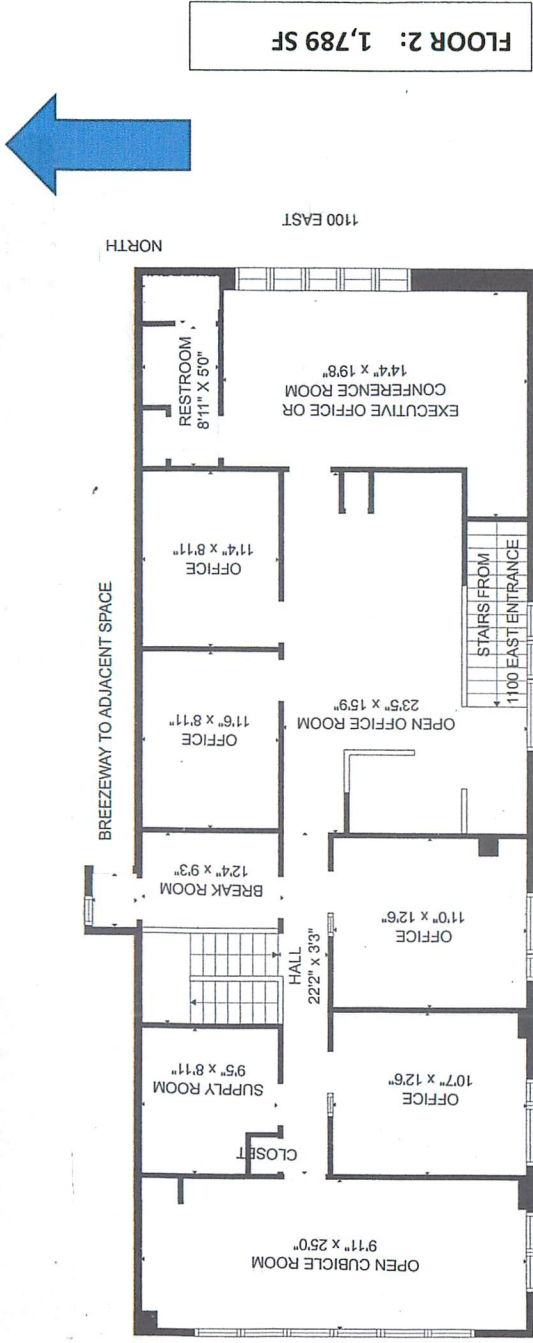 OPEN CUBICLE ROOM
9'11" x 25'0"
CLOSET
OFFICE
10'7" x 12'6"
SUPPLY ROOM
9'5" x 8'11"
HALL
22'2" x 3'3"
OFFICE
11'0" x 12'6"
BREAK ROOM
12'4" x 9'3"
BREEZEWAY TO ADJACENT SPACE
OPEN OFFICE ROOM
23'5" x 15'9"
OFFICE
11'6" x 8'11"
STAIRS FROM
1100 EAST ENTRANCE
OFFICE
11'4" x 8'11"
EXECUTIVE OFFICE OR
CONFERENCE ROOM
14'4" x 19'8"
RESTROOM
8'11" X 5'0"
NORTH
1100 EAST
FLOOR 2: 1,789 SF